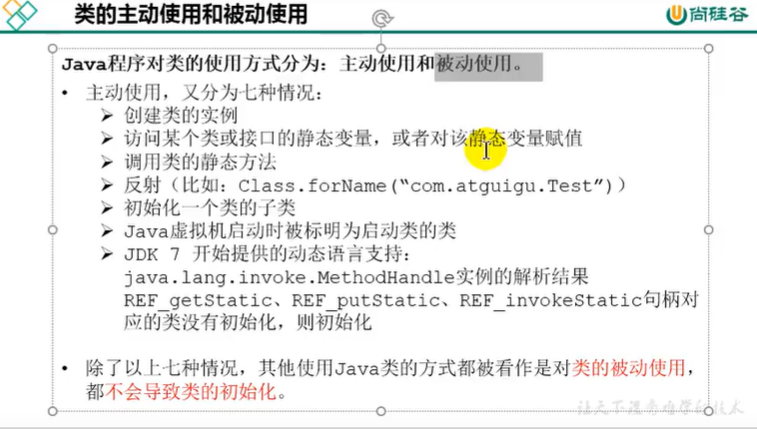 类的主动使用和被动使用
尚硅谷
Java程序对类的使用方式分为：主动使用和被动使用。
• 主动使用，又分为七种情况：
➢ 创建类的实例
➢ 访问某个类或接口的静态变量，或者对该静态变量赋值
➢ 调用类的静态方法
➢ 反射（比如：Class.forName(“com.atguigu.Test”)）
➢ 初始化一个类的子类
➢ Java虚拟机启动时被标明为启动类的类
➢ JDK 7 开始提供的动态语言支持：
java.lang.invoke.MethodHandle实例的解析结果
REF_getStatic、REF_putStatic、REF_invokeStatic句柄对
应的类没有初始化，则初始化
• 除了以上七种情况，其他使用Java类的方式都被看作是对类的被动使用，
都不会导致类的初始化。
让天下没有难学的技术